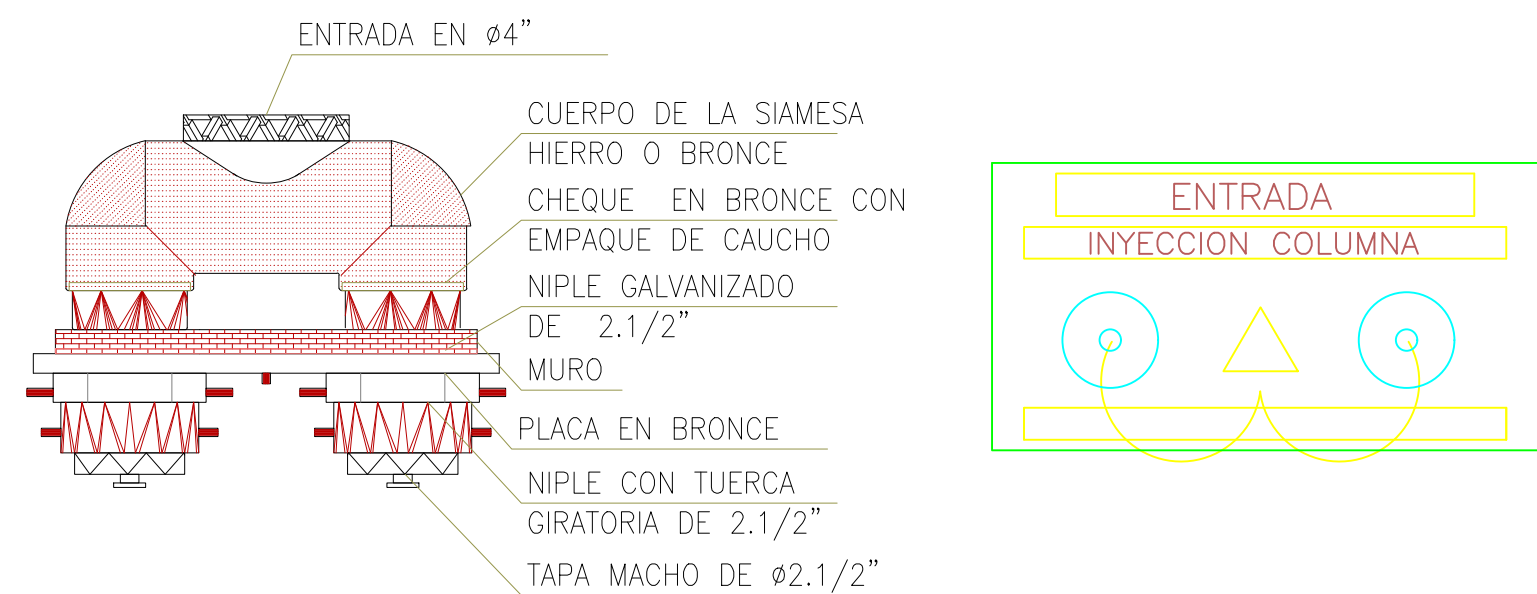 ENTRADA EN ø4”
CUERPO DE LA SIAMESA
HIERRO O BRONCE
CHEQUE EN BRONCE CON
EMPAQUE DE CAUCHO
NIPLE GALVANIZADO
DE 2.1/2”
MURO
PLACA EN BRONCE
NIPLE CON TUERCA
GIRATORIA DE 2.1/2”
TAPA MACHO DE ø2.1/2”
ENTRADA
INYECCION COLUMNA